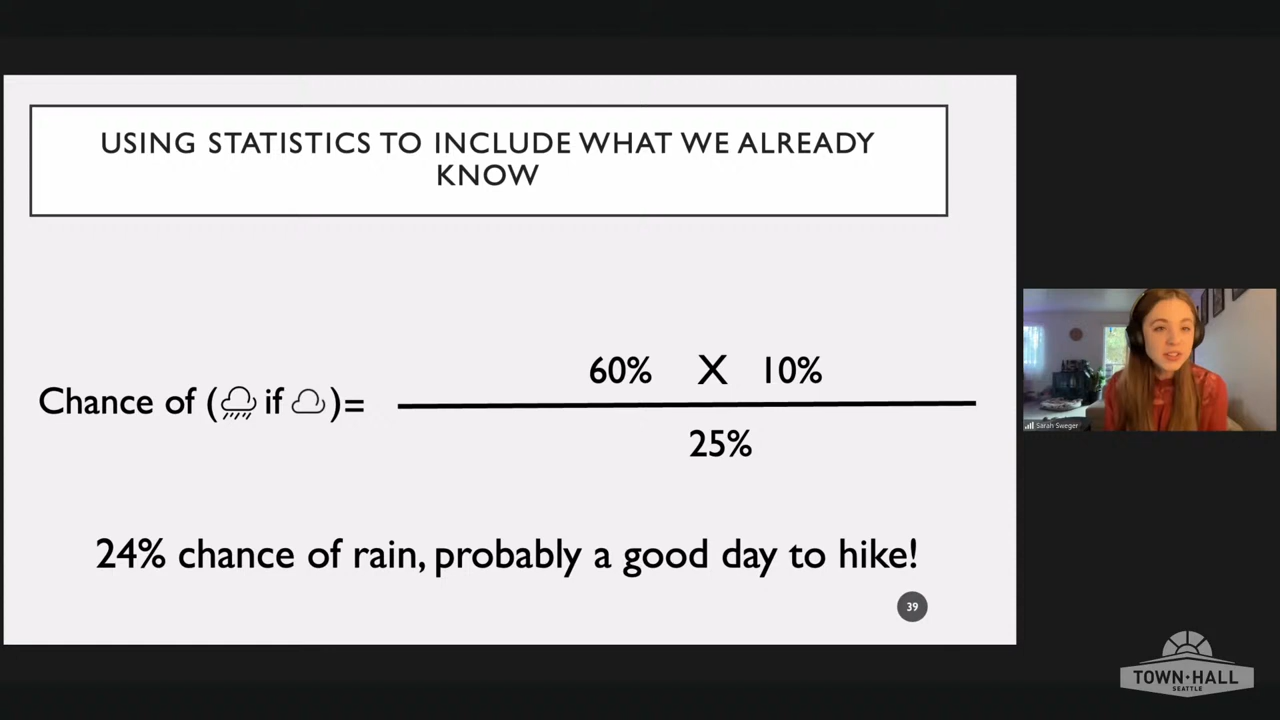 USING STATISTICS TO INCLUDE WHAT WE ALREADY
KNOW
60% X 10%
Chance of ( if )=
25%
24% chance of rain, probably a good day to hike!
39
Sarah Sweger
TOWN·HALL
SEATTLE